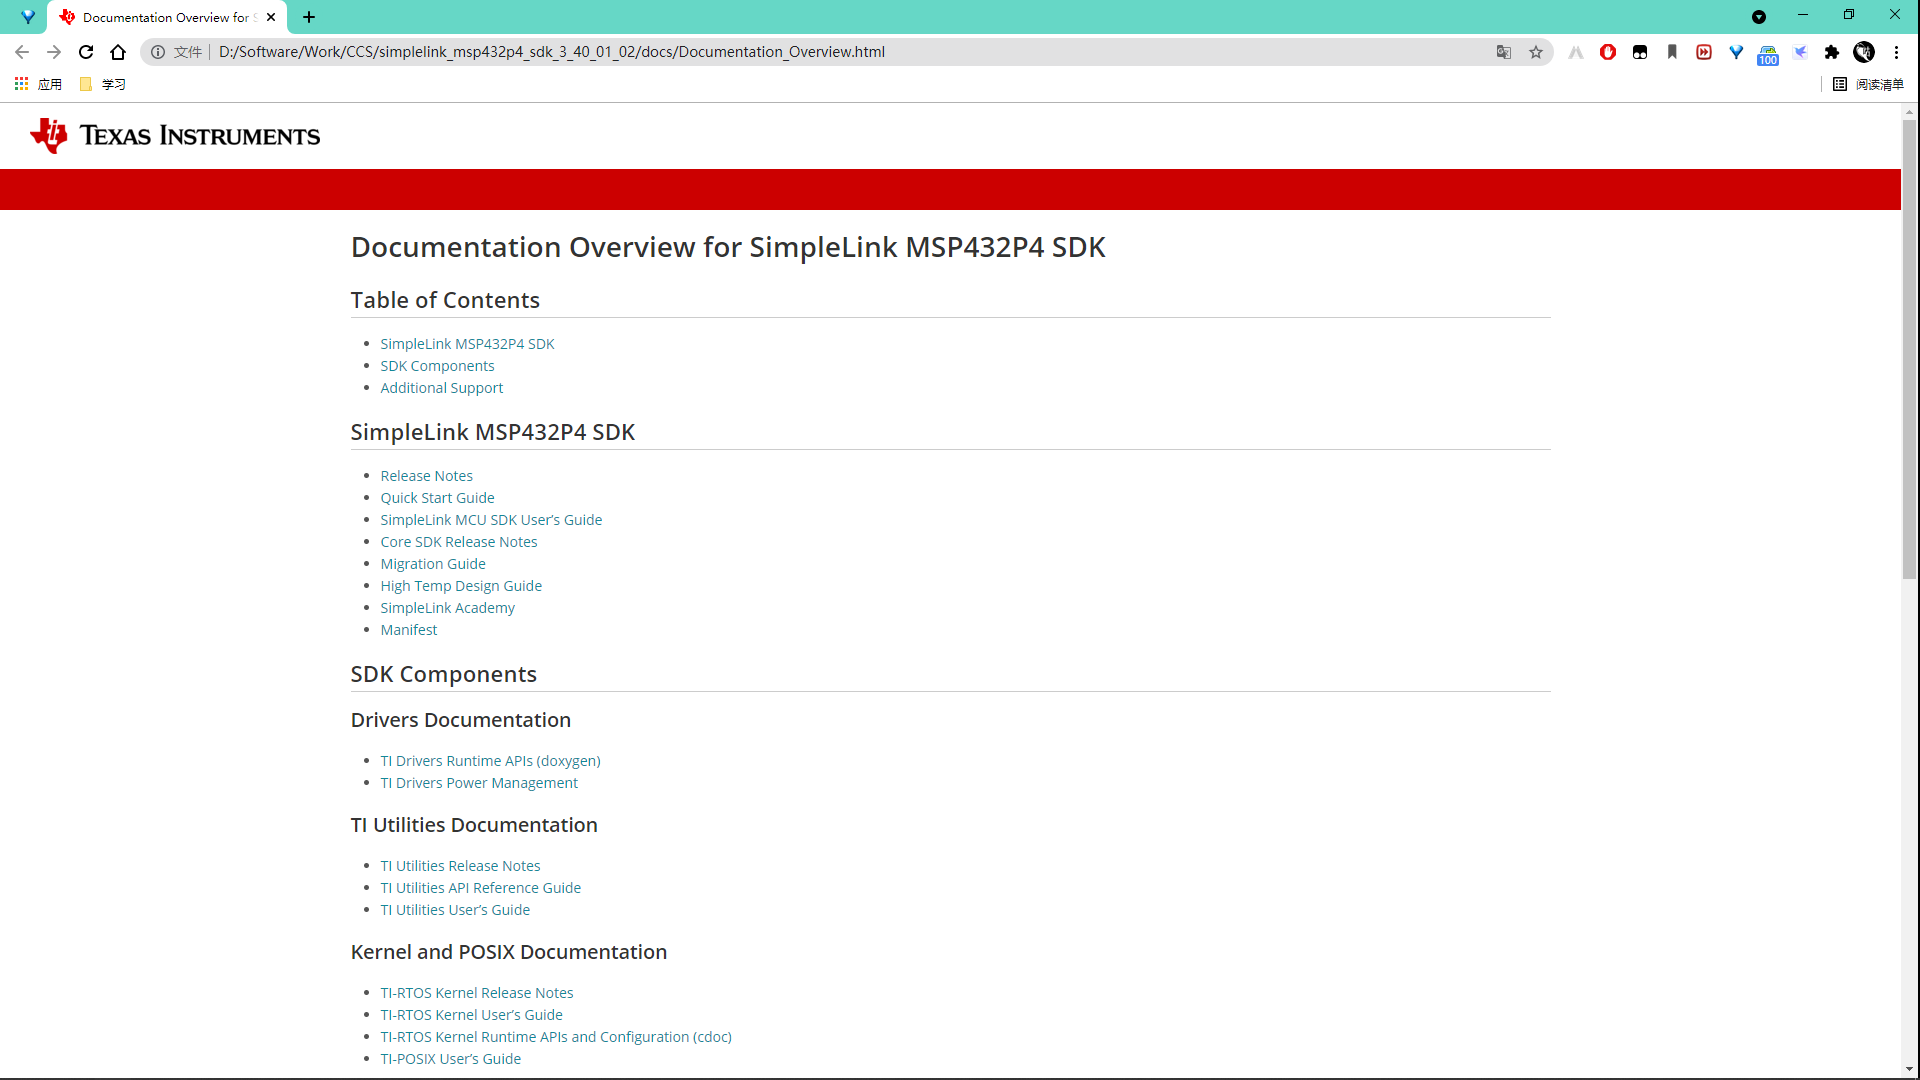 Documentation Overview for S
文件
D:/Software/Work/CCS/simplelink_msp432p4_sdk_3_40_01_02/docs/Documentation_Overview.html
100
应用
学习
阅读清单
TEXAS INSTRUMENTS
Documentation Overview for SimpleLink MSP432P4 SDK
Table of Contents
SimpleLink MSP432P4 SDK
SDK Components
Additional Support
SimpleLink MSP432P4 SDK
Release Notes
Quick Start Guide
SimpleLink MCU SDK User’s Guide
Core SDK Release Notes
Migration Guide
High Temp Design Guide
SimpleLink Academy
Manifest
SDK Components
Drivers Documentation
TI Drivers Runtime APIs (doxygen)
TI Drivers Power Management
TI Utilities Documentation
TI Utilities Release Notes
TI Utilities API Reference Guide
TI Utilities User’s Guide
Kernel and POSIX Documentation
TI-RTOS Kernel Release Notes
TI-RTOS Kernel User’s Guide
TI-RTOS Kernel Runtime APIs and Configuration (cdoc)
TI-POSIX User’s Guide